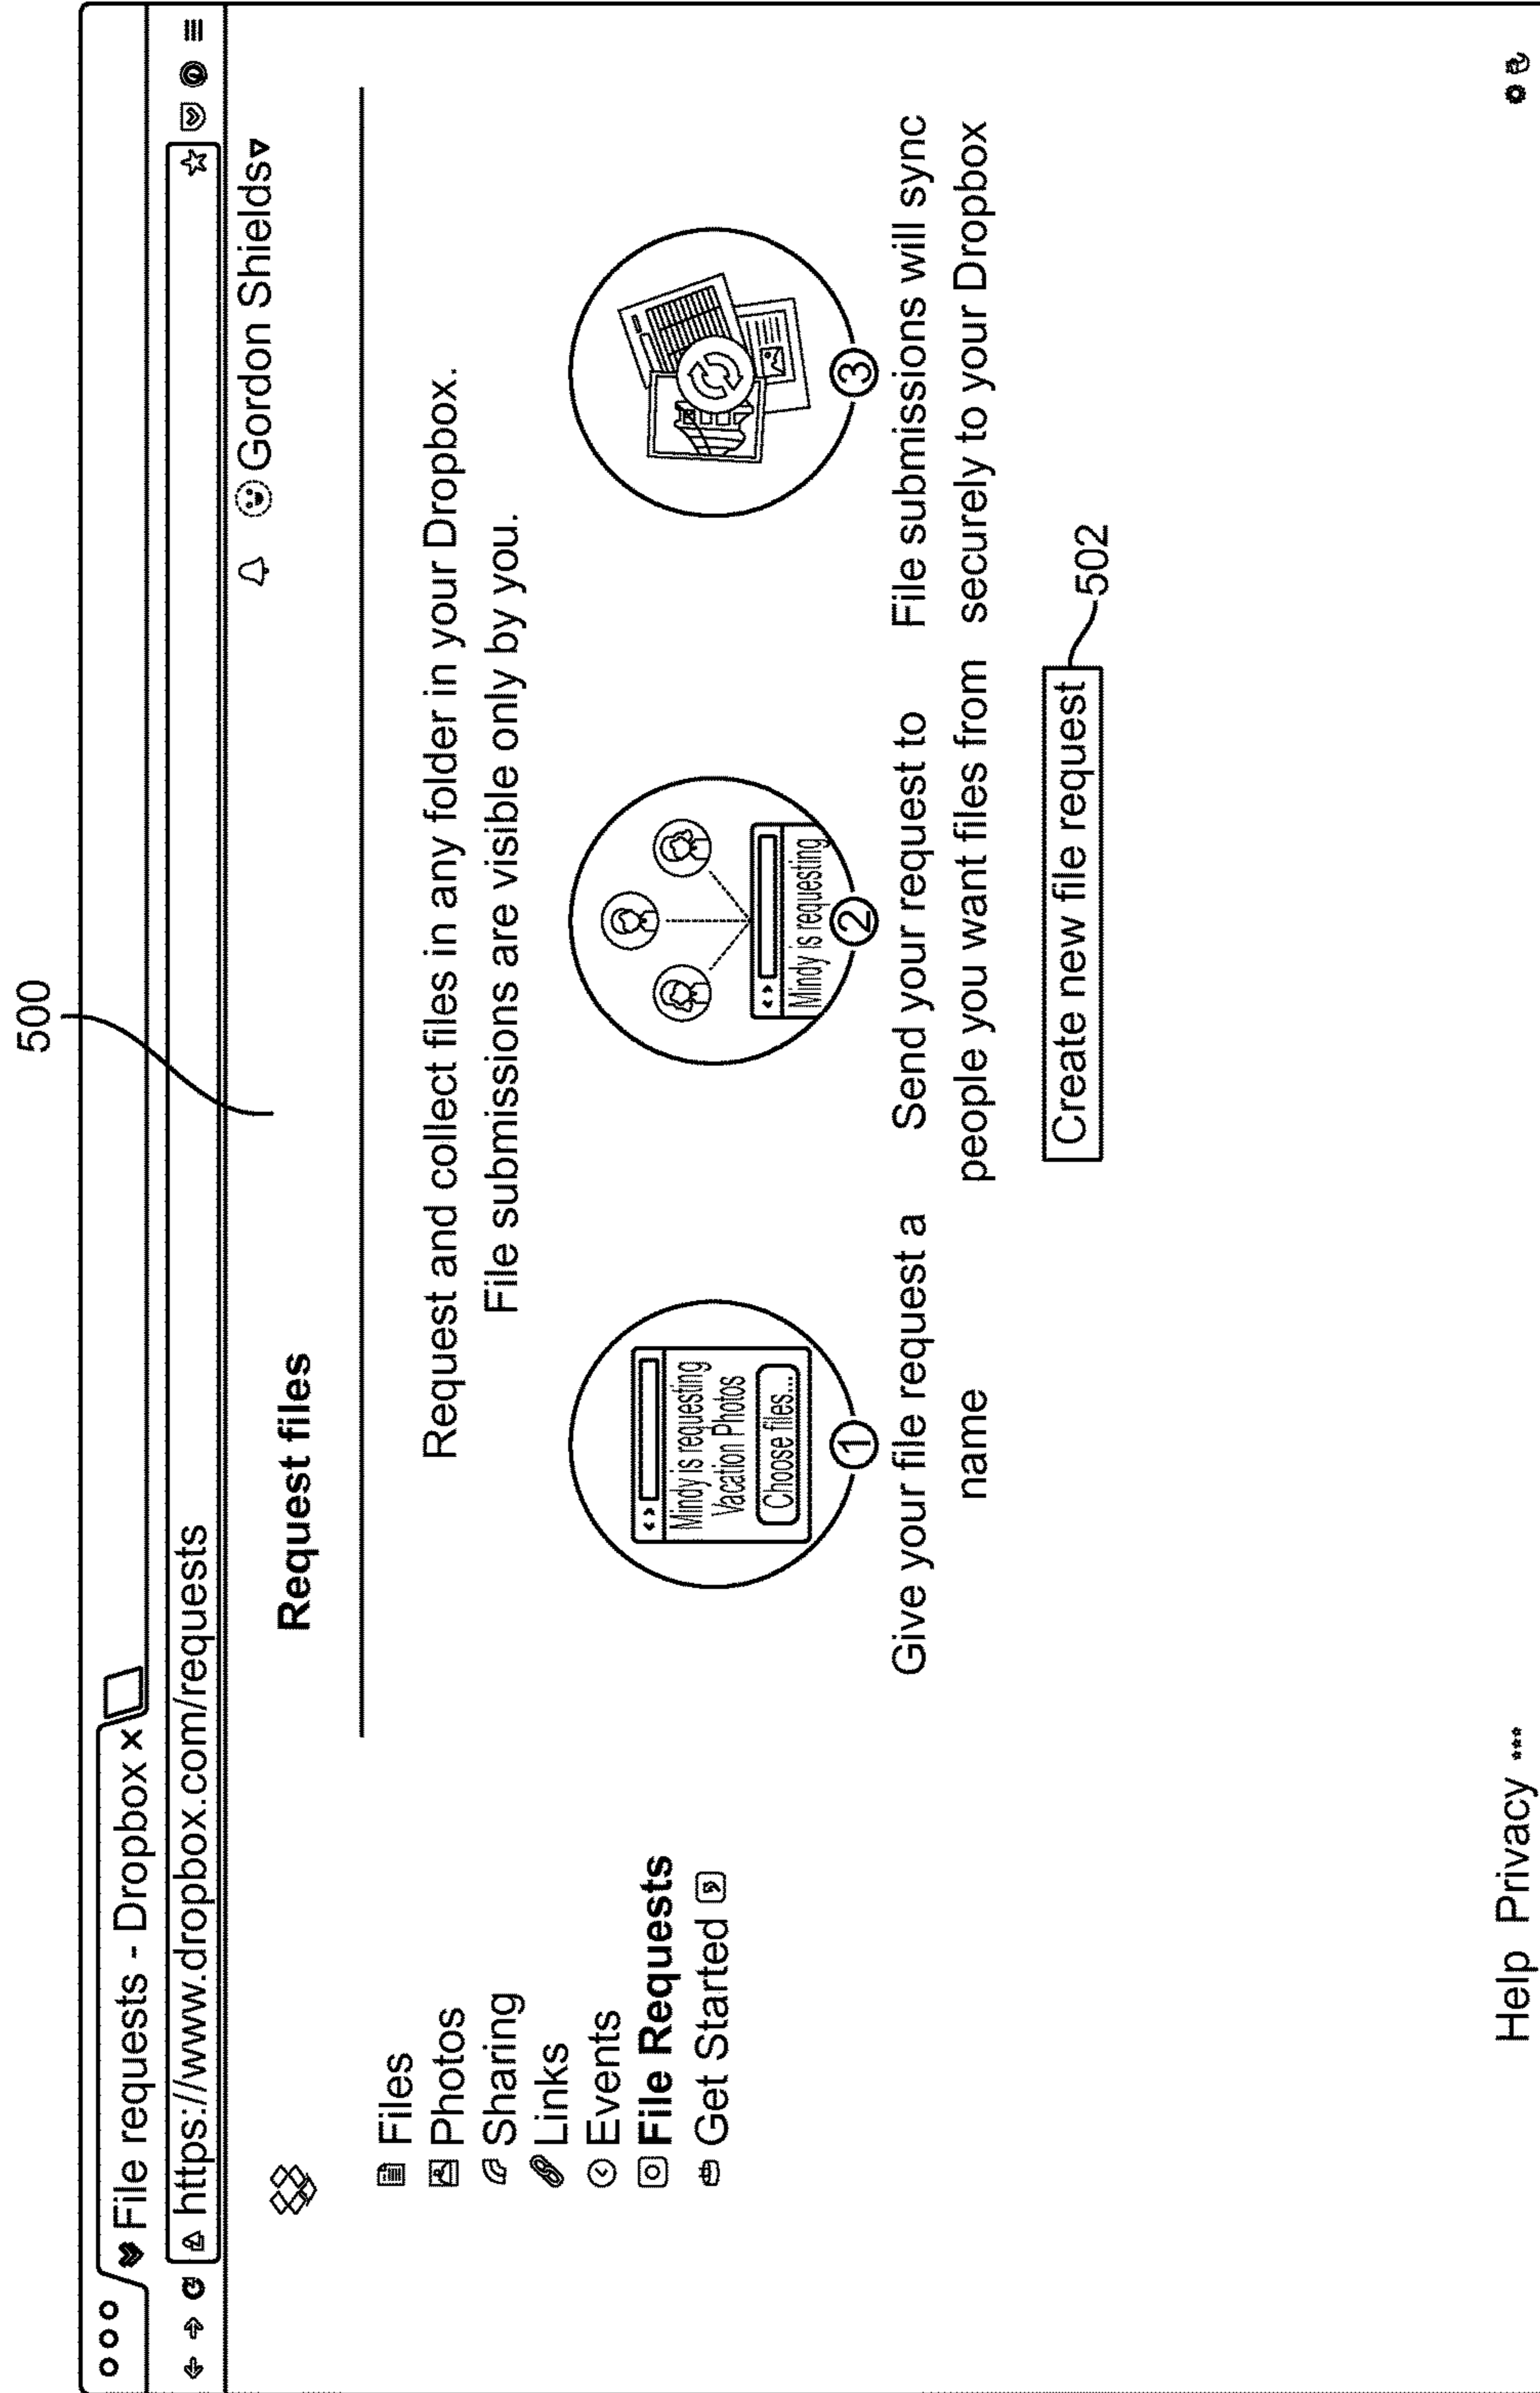 500
File requests - Dropbox x
https://www.dropbox.com/requests
Gordon Shields
Request files
Files
Photos
Sharing
Links
Events
File Requests
Get Started
Request and collect files in any folder in your Dropbox.
File submissions are visible only by you.
Mindy is requesting
Vacation Photos
Choose files...
1
Give your file request a
name
Mindy is requesting
2
Send your request to
people you want files from
3
File submissions will sync
securely to your Dropbox
Create new file request
502
Help Privacy